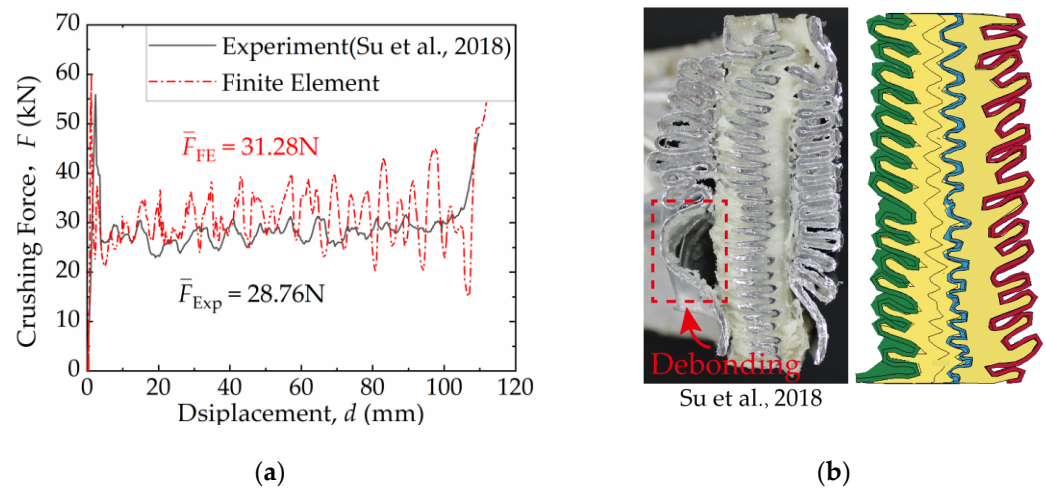 Experiment(Su et al., 2018)
Finite Element
F̅FE = 31.28N
F̅Exp = 28.76N
Crushing Force, F (kN)
70
60
50
40
30
20
10
0
0 20 40 60 80 100 120
Dsiplacement, d (mm)
Debonding
Su et al., 2018
(a)
(b)